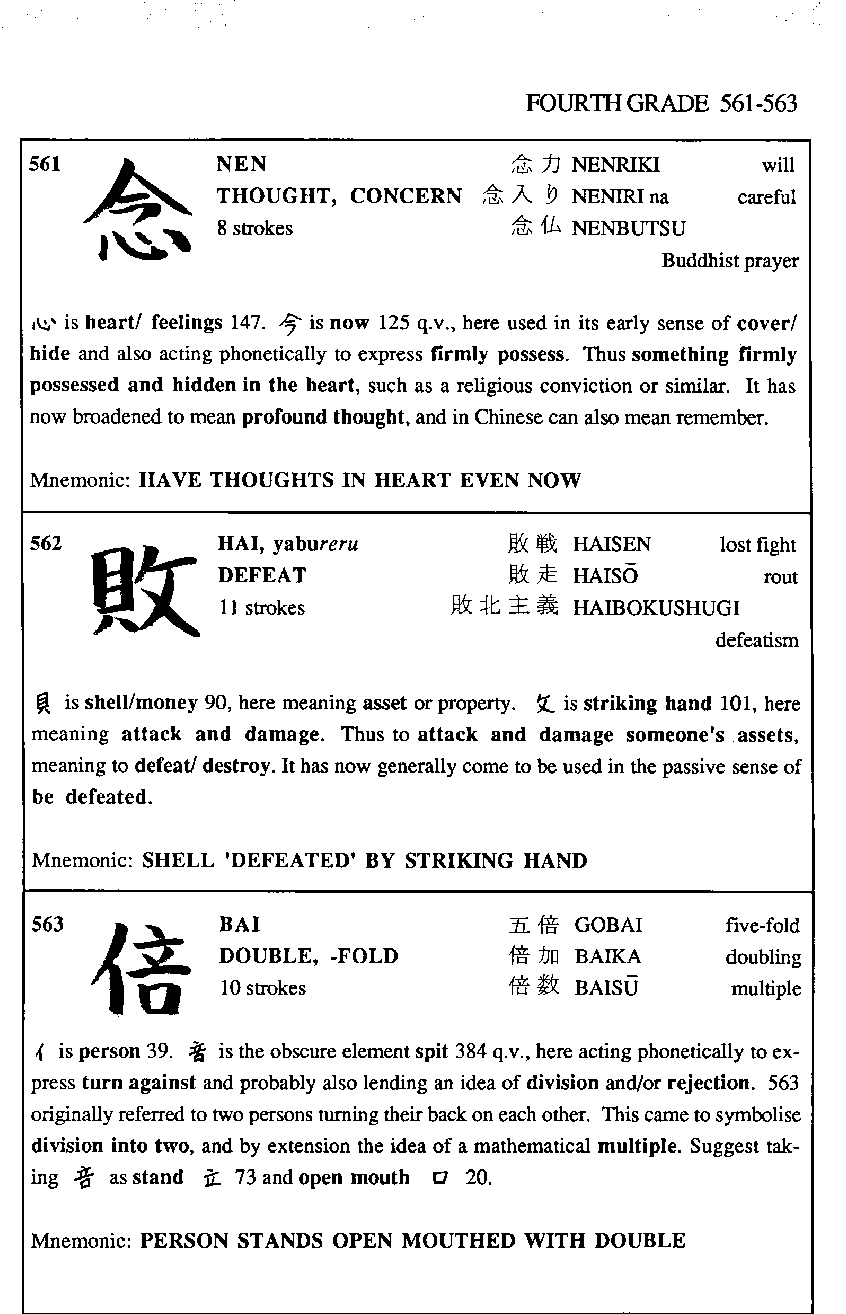 FOURTH GRADE 561-563
561 念 NEN 念力 NENRIKI will
THOUGHT, CONCERN 念入り NENIRI na careful
8 strokes 念仏 NENBUTSU
Buddhist prayer
心 is heart/ feelings 147. 今 is now 125 q.v., here used in its early sense of cover/
hide and also acting phonetically to express firmly possess. Thus something firmly
possessed and hidden in the heart, such as a religious conviction or similar. It has
now broadened to mean profound thought, and in Chinese can also mean remember.
Mnemonic: HAVE THOUGHTS IN HEART EVEN NOW
562 敗 HAI, yabureru 敗戦 HAISEN lost fight
DEFEAT 敗走 HAISŌ rout
11 strokes 敗北主義 HAIBOKUSHUGI
defeatism
貝 is shell/money 90, here meaning asset or property. 攵 is striking hand 101, here
meaning attack and damage. Thus to attack and damage someone's assets,
meaning to defeat/ destroy. It has now generally come to be used in the passive sense of
be defeated.
Mnemonic: SHELL 'DEFEATED' BY STRIKING HAND
563 倍 BAI 五倍 GOBAI five-fold
DOUBLE, -FOLD 倍加 BAIKA doubling
10 strokes 倍数 BAISŪ multiple
亻 is person 39. 咅 is the obscure element spit 384 q.v., here acting phonetically to ex-
press turn against and probably also lending an idea of division and/or rejection. 563
originally referred to two persons turning their back on each other. This came to symbolise
division into two, and by extension the idea of a mathematical multiple. Suggest tak-
ing 咅 as stand 立 73 and open mouth 口 20.
Mnemonic: PERSON STANDS OPEN MOUTHED WITH DOUBLE